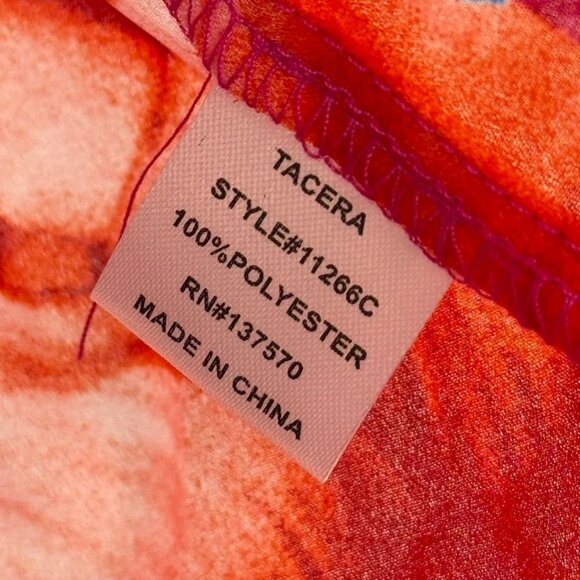 TACERA
STYLE#11266C
100%POLYESTER
RN#137570
MADE IN CHINA